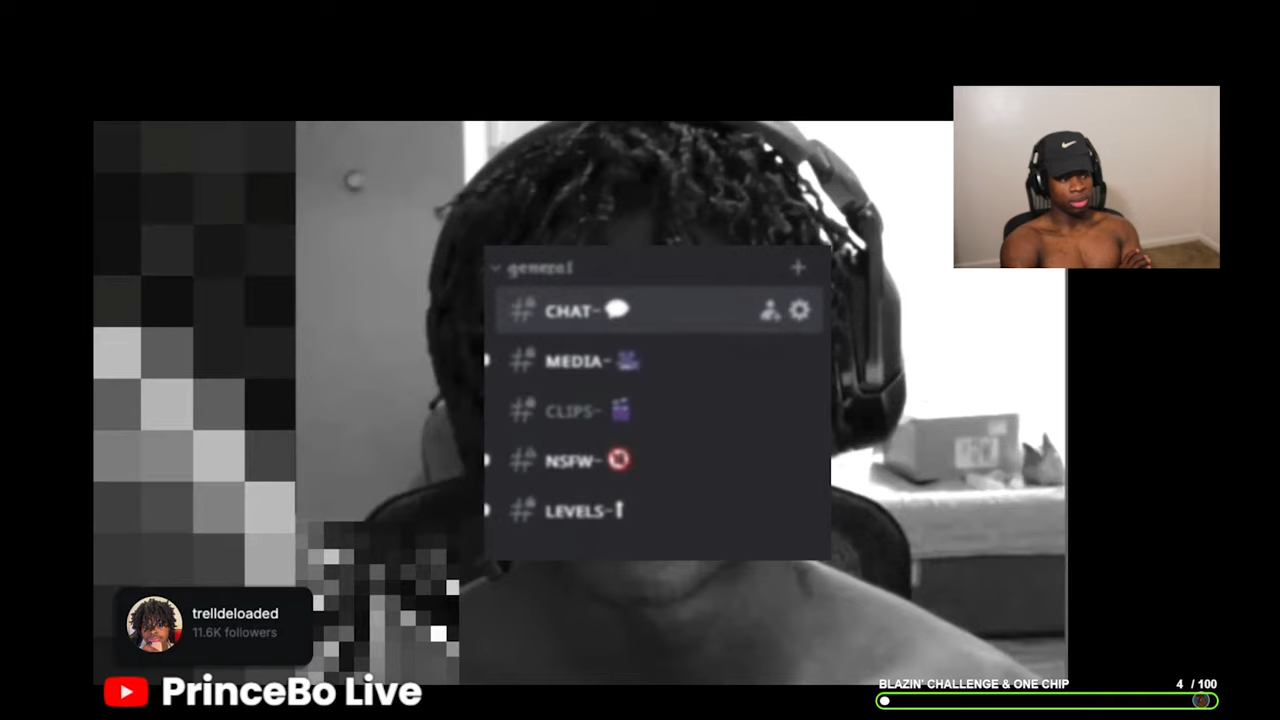 general
CHAT-
MEDIA-
CLIPS-
NSFW-
LEVELS-
trelldeloaded
11.6K followers
PrinceBo Live
BLAZIN' CHALLENGE & ONE CHIP 4 / 100